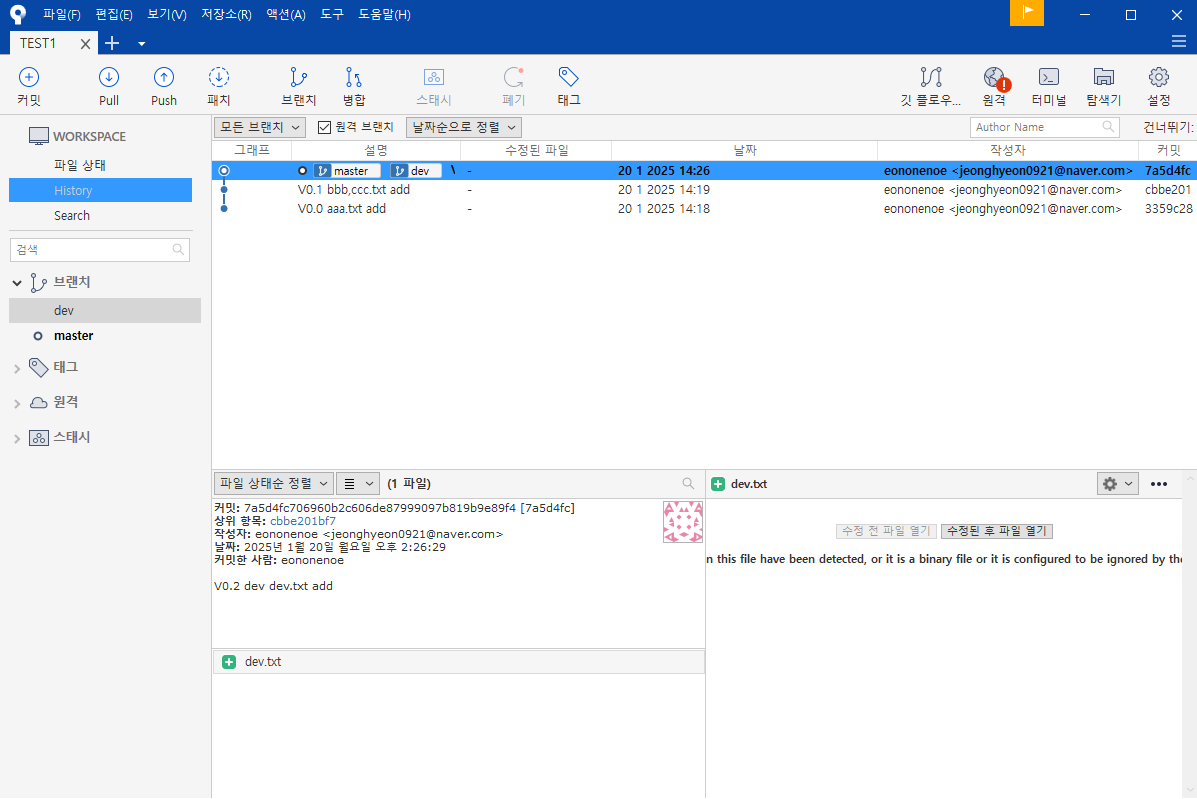 파일(F) 편집(E) 보기(V) 저장소(R) 액션(A) 도구 도움말(H)
TEST1
커밋 Pull Push 패치 브랜치 병합 스태시 폐기 태그 깃 플로우... 원격 터미널 탐색기 설정
WORKSPACE
파일 상태
History
Search
검색
브랜치
dev
master
태그
원격
스태시
모든 브랜치 원격 브랜치 날짜순으로 정렬 Author Name 건너뛰기:
그래프 설명 수정된 파일 날짜 작성자 커밋
master dev \ - 20 1 2025 14:26 eononenoe <jeonghyeon0921@naver.com> 7a5d4fc
V0.1 bbb,ccc.txt add - 20 1 2025 14:19 eononenoe <jeonghyeon0921@naver.com> cbbe201
V0.0 aaa.txt add - 20 1 2025 14:18 eononenoe <jeonghyeon0921@naver.com> 3359c28
파일 상태순 정렬 (1 파일)
커밋: 7a5d4fc706960b2c606de87999097b819b9e89f4 [7a5d4fc]
상위 항목: cbbe201bf7
작성자: eononenoe <jeonghyeon0921@naver.com>
날짜: 2025년 1월 20일 월요일 오후 2:26:29
커밋한 사람: eononenoe
V0.2 dev dev.txt add
dev.txt
dev.txt
수정 전 파일 열기 수정된 후 파일 열기
n this file have been detected, or it is a binary file or it is configured to be ignored by the